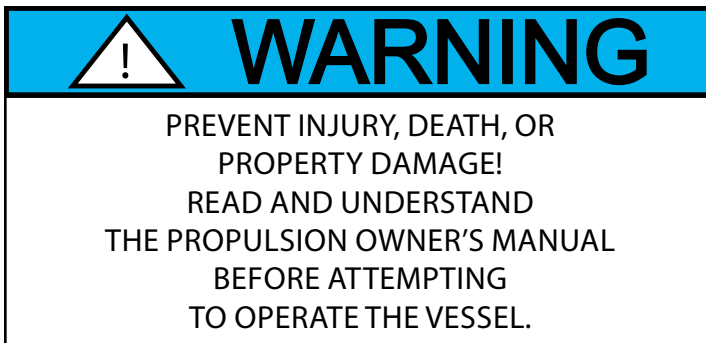 ! WARNING
PREVENT INJURY, DEATH, OR
PROPERTY DAMAGE!
READ AND UNDERSTAND
THE PROPULSION OWNER’S MANUAL
BEFORE ATTEMPTING
TO OPERATE THE VESSEL.